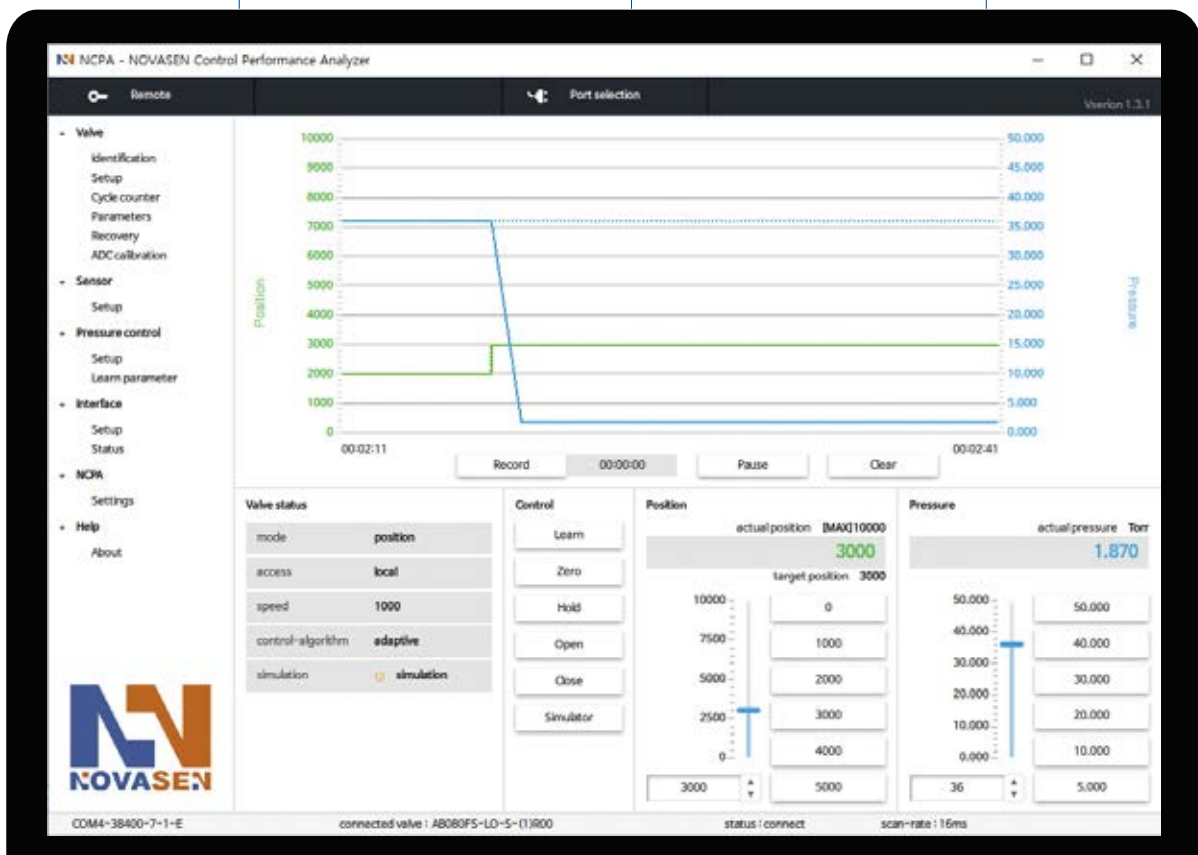 NCPA - NOVASEN Control Performance Analyzer
Remote
Port selection
Vserion 1.3.1
- Valve
Identification
Setup
Cycle counter
Parameters
Recovery
ADC calibration
- Sensor
Setup
- Pressure control
Setup
Learn parameter
- Interface
Setup
Status
- NCPA
Settings
- Help
About
NOVASEN
Position
10000
9000
8000
7000
6000
5000
4000
3000
2000
1000
0
50.000
45.000
40.000
35.000
30.000
25.000
20.000
15.000
10.000
5.000
0.000
Pressure
00:02:11
00:02:41
Record 00:00:00 Pause Clear
Valve status
mode position
access local
speed 1000
control-algorithm adaptive
simulation simulation
Control
Learn
Zero
Hold
Open
Close
Simulator
Position
actual position [MAX]10000
3000
target position 3000
10000
7500
5000
2500
0
3000
0
1000
2000
3000
4000
5000
Pressure
actual pressure Torr
1.870
50.000
40.000
30.000
20.000
10.000
0.000
36
50.000
40.000
30.000
20.000
10.000
5.000
COM4-38400-7-1-E
connected valve : AB080FS-LO-S-(1)R00
status : connect
scan-rate : 16ms